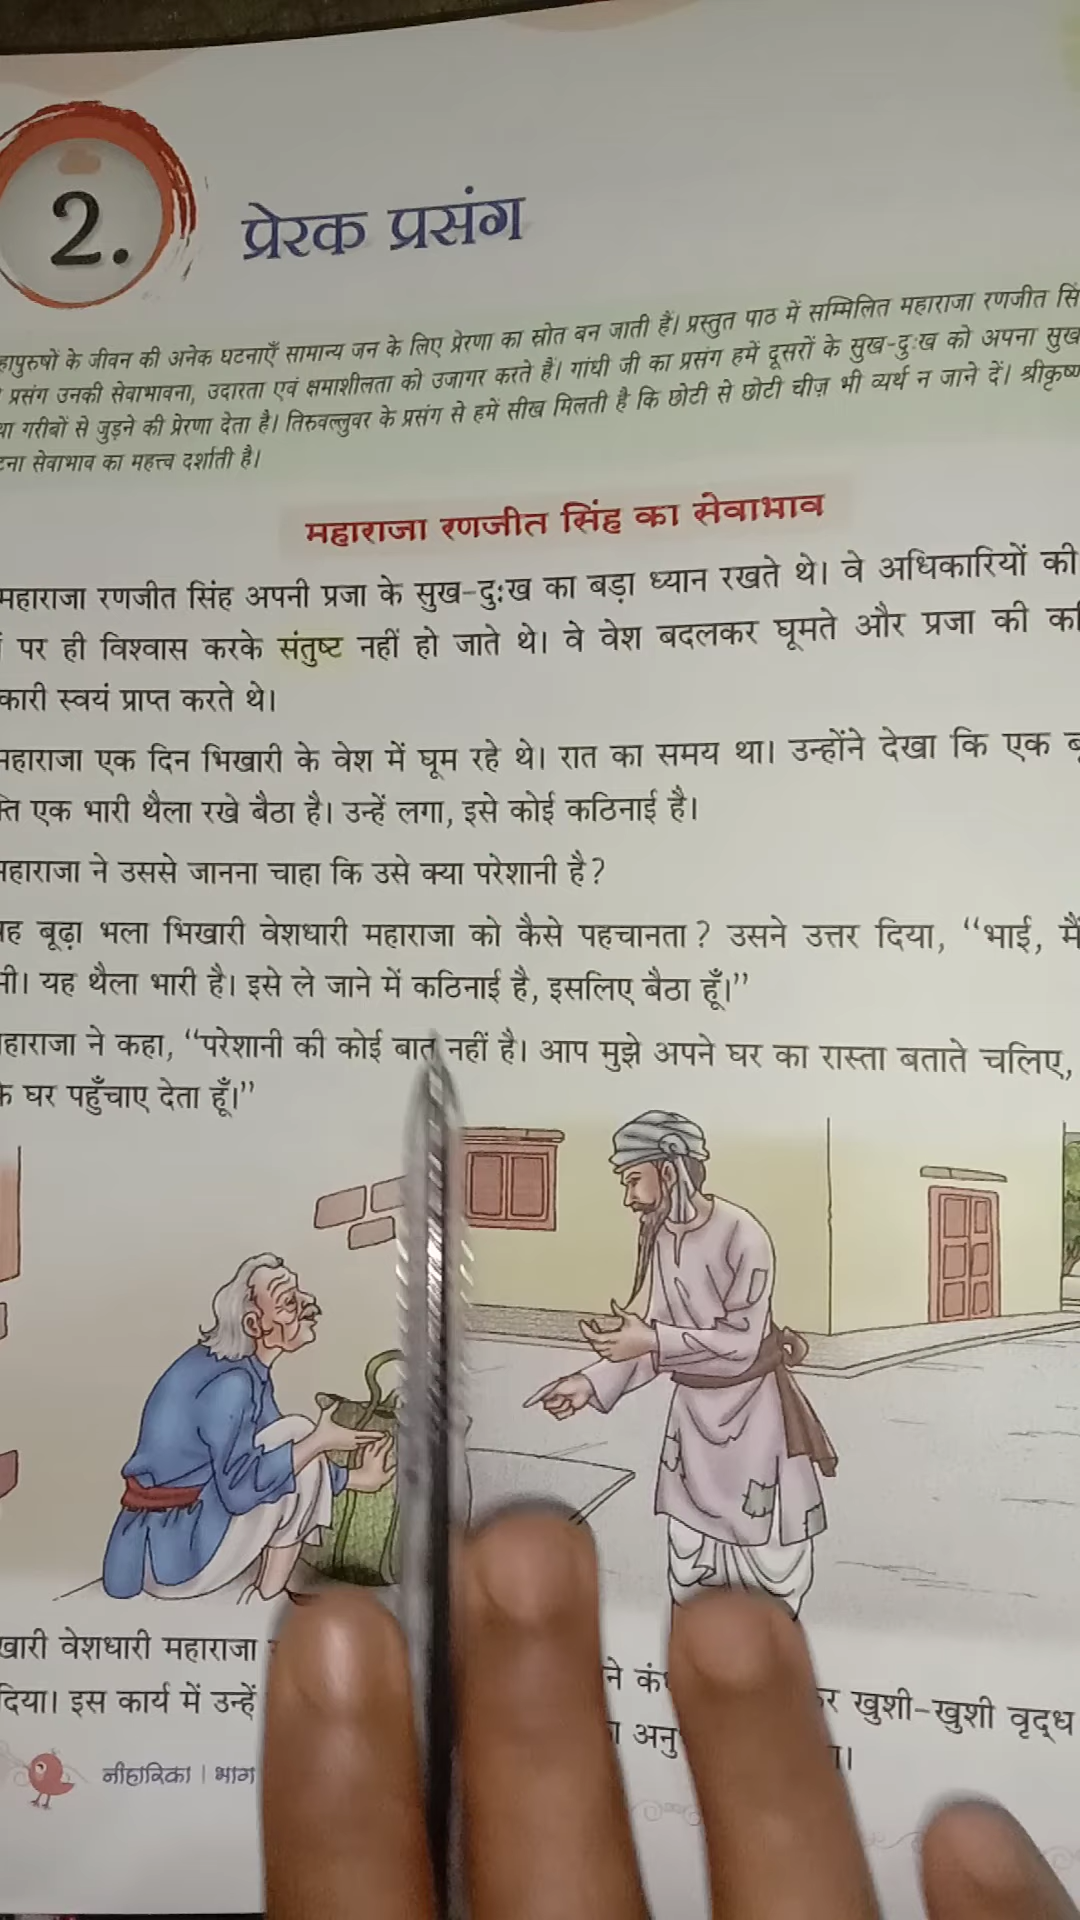 2.
प्रेरक प्रसंग
हापुरुषों के जीवन की अनेक घटनाएँ सामान्य जन के लिए प्रेरणा का स्रोत बन जाती हैं। प्रस्तुत पाठ में सम्मिलित महाराजा रणजीत सिं
प्रसंग उनकी सेवाभावना, उदारता एवं क्षमाशीलता को उजागर करते हैं। गांधी जी का प्रसंग हमें दूसरों के सुख-दुःख को अपना सुख
था गरीबों से जुड़ने की प्रेरणा देता है। तिरुवल्लुवर के प्रसंग से हमें सीख मिलती है कि छोटी से छोटी चीज़ भी व्यर्थ न जाने दें। श्रीकृष्ण
टना सेवाभाव का महत्त्व दर्शाती है।
महाराजा रणजीत सिंह का सेवाभाव
महाराजा रणजीत सिंह अपनी प्रजा के सुख-दुःख का बड़ा ध्यान रखते थे। वे अधिकारियों की
पर ही विश्वास करके संतुष्ट नहीं हो जाते थे। वे वेश बदलकर घूमते और प्रजा की
कारी स्वयं प्राप्त करते थे।
महाराजा एक दिन भिखारी के वेश में घूम रहे थे। रात का समय था। उन्होंने देखा कि एक
एक भारी थैला रखे बैठा है। उन्हें लगा, इसे कोई कठिनाई है।
महाराजा ने उससे जानना चाहा कि उसे क्या परेशानी है?
वह बूढ़ा भला भिखारी वेशधारी महाराजा को कैसे पहचानता? उसने उत्तर दिया, “भाई, मैं
यह थैला भारी है। इसे ले जाने में कठिनाई है, इसलिए बैठा हूँ।”
महाराजा ने कहा, “परेशानी की कोई बात नहीं है। आप मुझे अपने घर का रास्ता बताते चलिए,
के घर पहुँचाए देता हूँ।”
खारी वेशधारी महाराजा ने कं र खुशी-खुशी वृद्ध
दिया। इस कार्य में उन्हें अनु ा।
नीहारिका | भाग